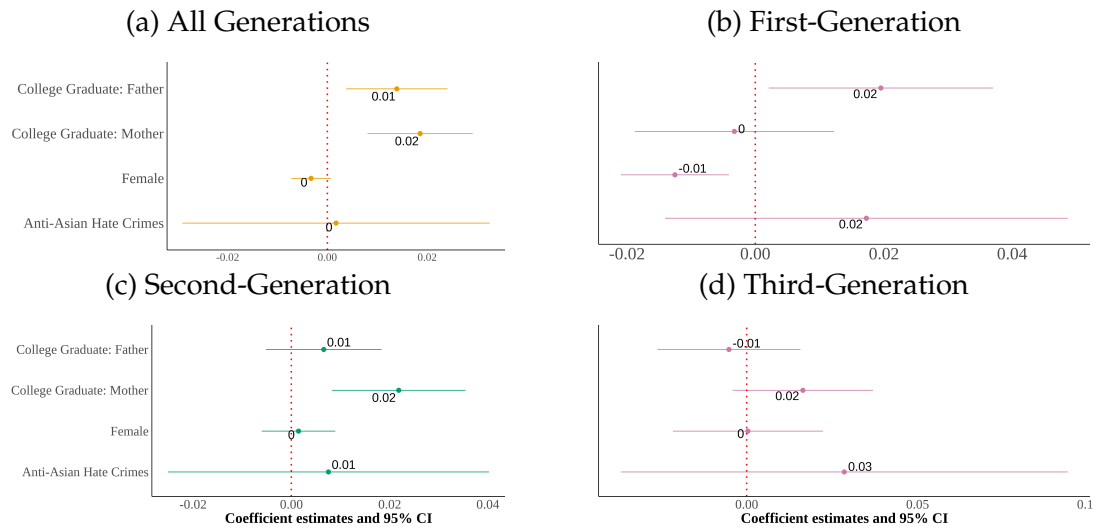 (a) All Generations
College Graduate: Father
0.01
College Graduate: Mother
0.02
Female
0
Anti-Asian Hate Crimes
0
-0.02 0.00 0.02
(b) First-Generation
0.02
0
-0.01
0.02
-0.02 0.00 0.02 0.04
(c) Second-Generation
College Graduate: Father
0.01
College Graduate: Mother
0.02
Female
0
Anti-Asian Hate Crimes
0.01
-0.02 0.00 0.02 0.04
Coefficient estimates and 95% CI
(d) Third-Generation
-0.01
0.02
0
0.03
0.00 0.05 0.1
Coefficient estimates and 95% CI